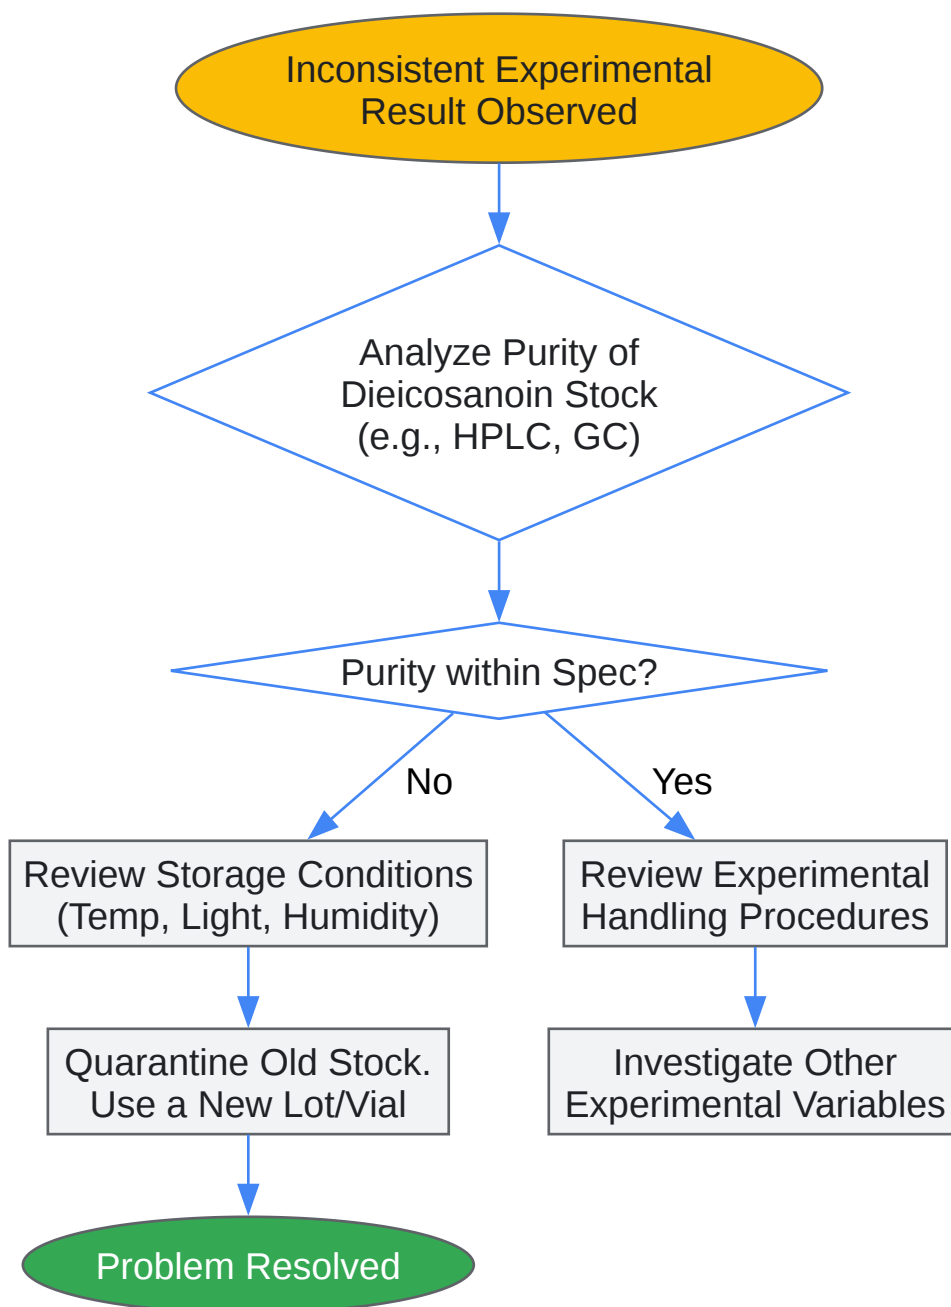 Inconsistent Experimental
Result Observed
Analyze Purity of
Dieicosanoin Stock
(e.g., HPLC, GC)
Purity within Spec?
No
Yes
Review Storage Conditions
(Temp, Light, Humidity)
Review Experimental
Handling Procedures
Quarantine Old Stock.
Use a New Lot/Vial
Investigate Other
Experimental Variables
Problem Resolved